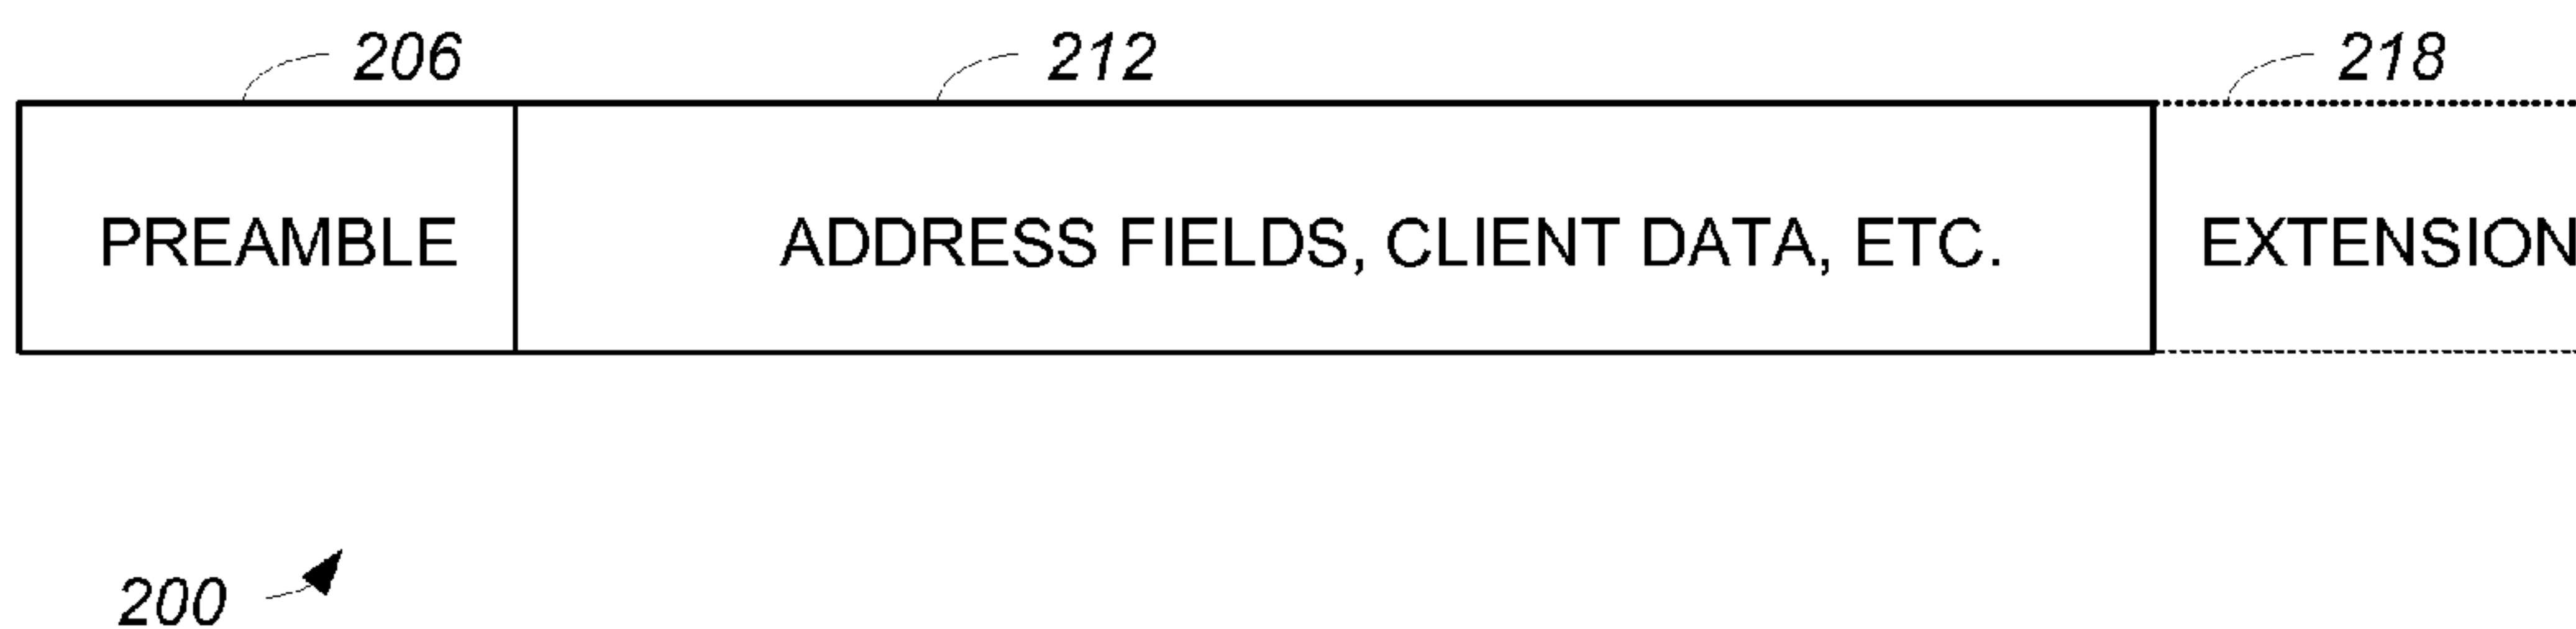 206 212 218
PREAMBLE ADDRESS FIELDS, CLIENT DATA, ETC. EXTENSION
200